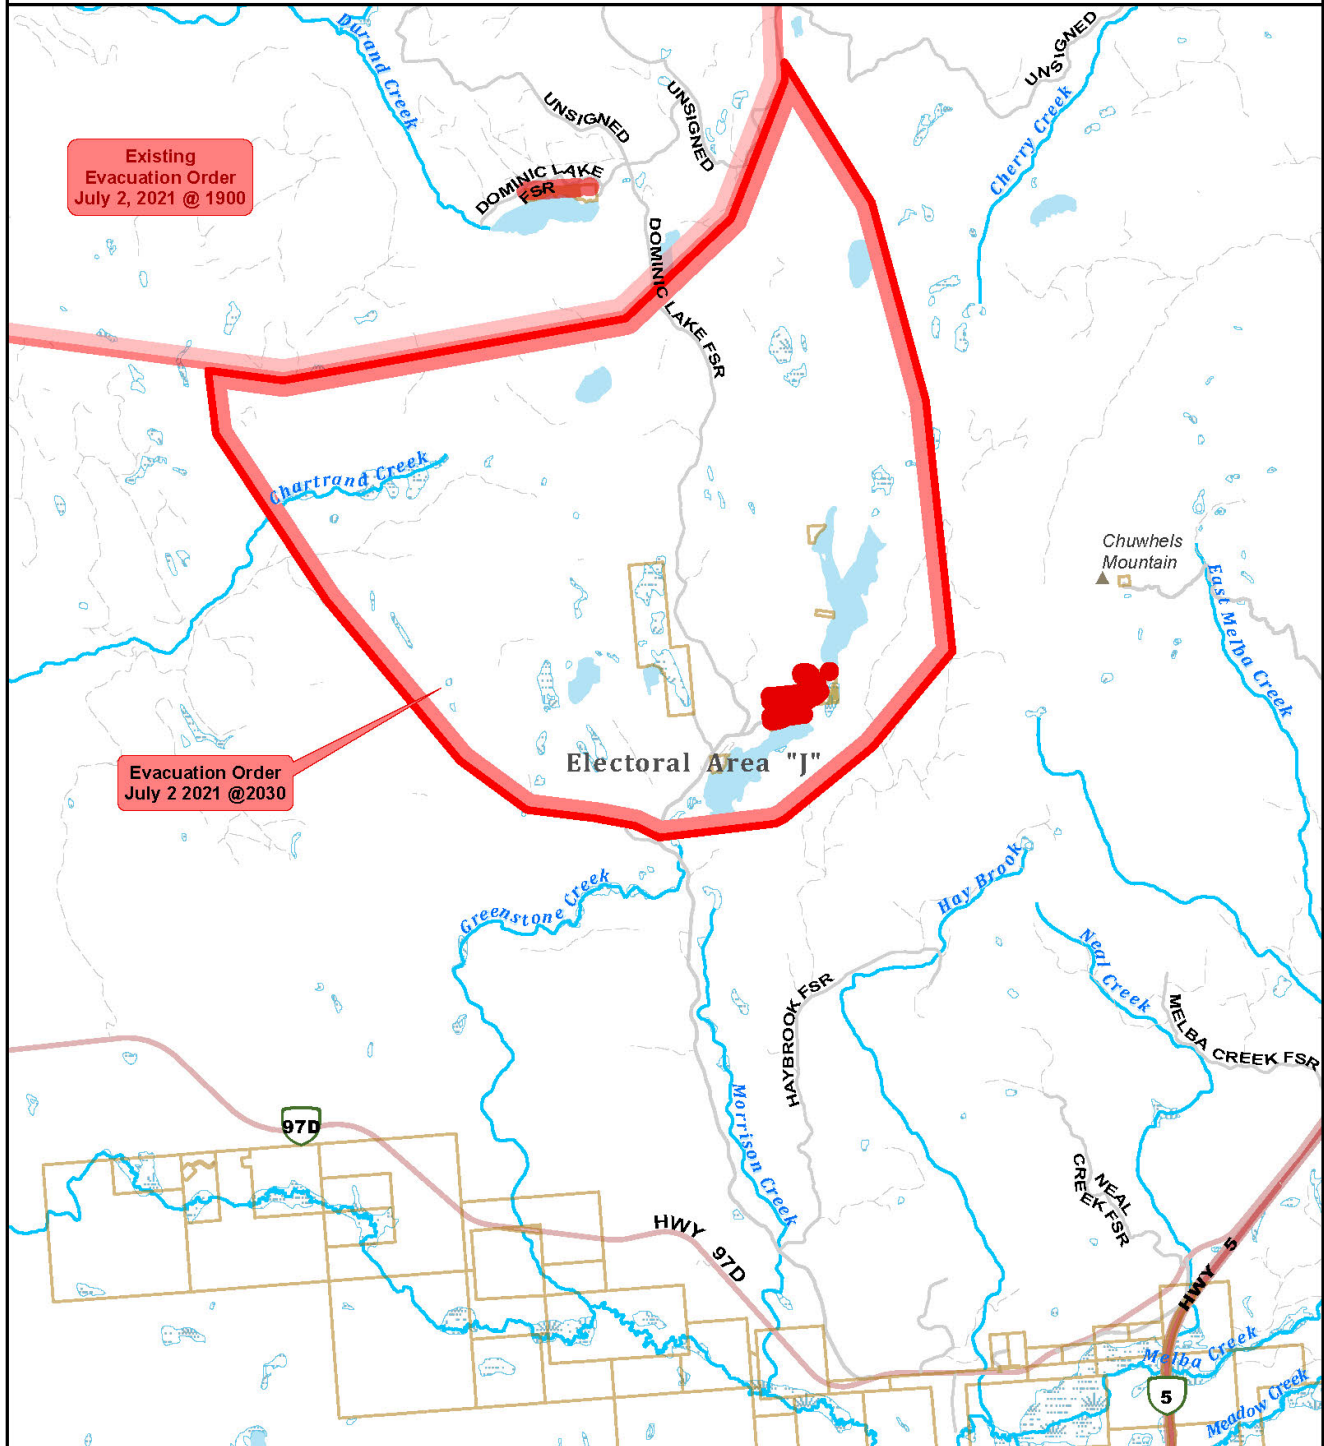 Durand Creek
UNSIGNED
UNSIGNED
UNSIGNED
Cherry Creek
Existing
Evacuation Order
July 2, 2021 @ 1900
DOMINIC LAKE
FSR
DOMINIC LAKE FSR
Chartrand Creek
Chuwhels
Mountain
East Melba Creek
Electoral Area "J"
Evacuation Order
July 2 2021 @2030
Greenstone Creek
Hay Brook
Neal Creek
HAYBROOK FSR
MELBA CREEK FSR
Morrison Creek
97D
NEAL
CREEK FSR
HWY 97D
HWY 5
Melba Creek
5
Meadow Creek